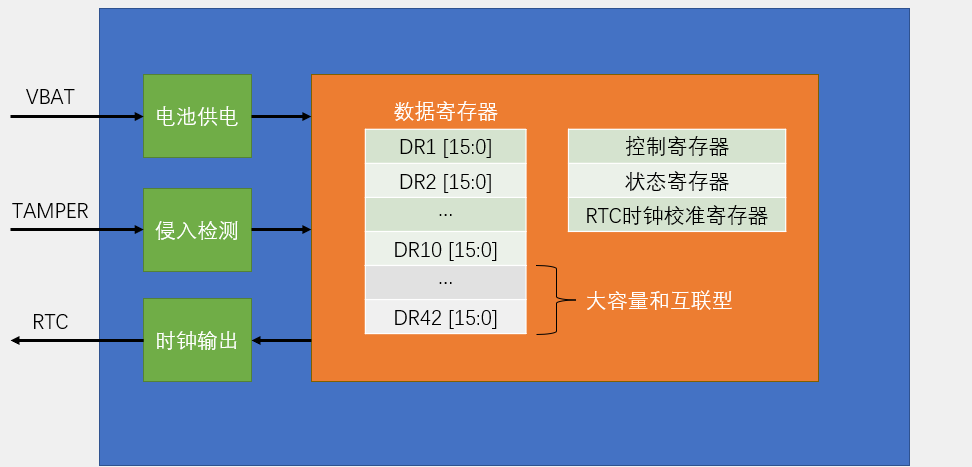 VBAT
电池供电
TAMPER
侵入检测
RTC
时钟输出
数据寄存器
DR1 [15:0]
DR2 [15:0]
...
DR10 [15:0]
...
DR42 [15:0]
大容量和互联型
控制寄存器
状态寄存器
RTC时钟校准寄存器